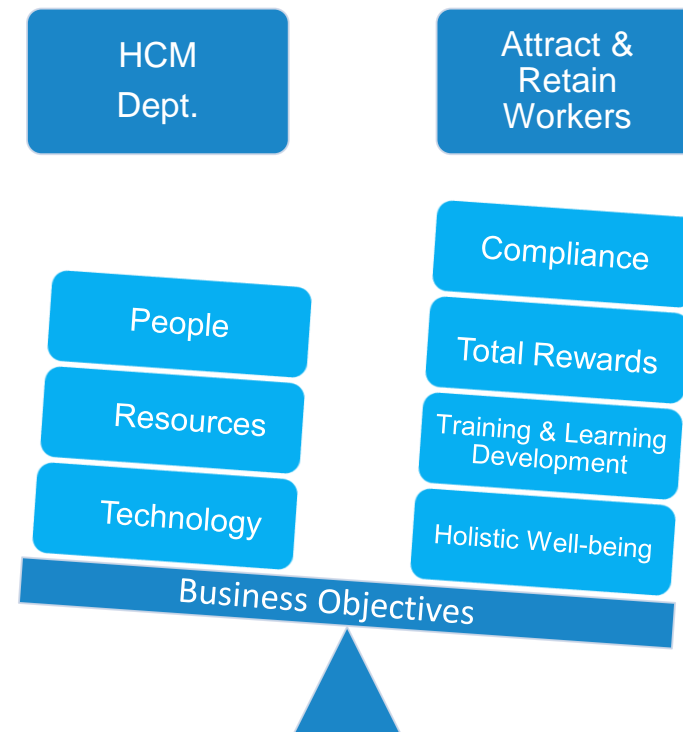 HCM
Dept.
Attract &
Retain
Workers
People
Resources
Technology
Compliance
Total Rewards
Training & Learning
Development
Holistic Well-being
Business Objectives